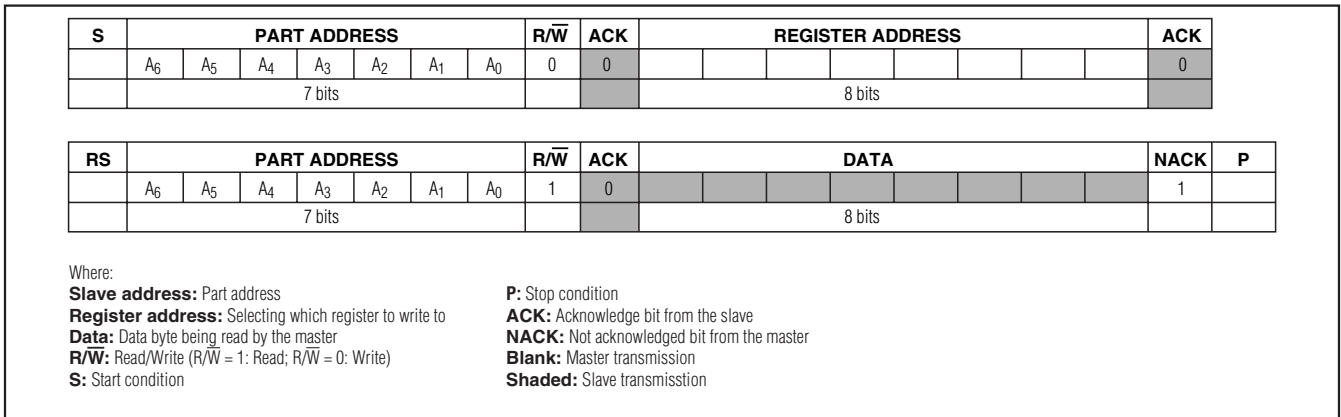 S PART ADDRESS R/W̅ ACK REGISTER ADDRESS ACK
A₆ A₅ A₄ A₃ A₂ A₁ A₀ 0 0 0
7 bits 8 bits
RS PART ADDRESS R/W̅ ACK DATA NACK P
A₆ A₅ A₄ A₃ A₂ A₁ A₀ 1 0 1
7 bits 8 bits
Where:
Slave address: Part address
Register address: Selecting which register to write to
Data: Data byte being read by the master
R/W̅: Read/Write (R/W̅ = 1: Read; R/W̅ = 0: Write)
S: Start condition
P: Stop condition
ACK: Acknowledge bit from the slave
NACK: Not acknowledged bit from the master
Blank: Master transmission
Shaded: Slave transmisstion